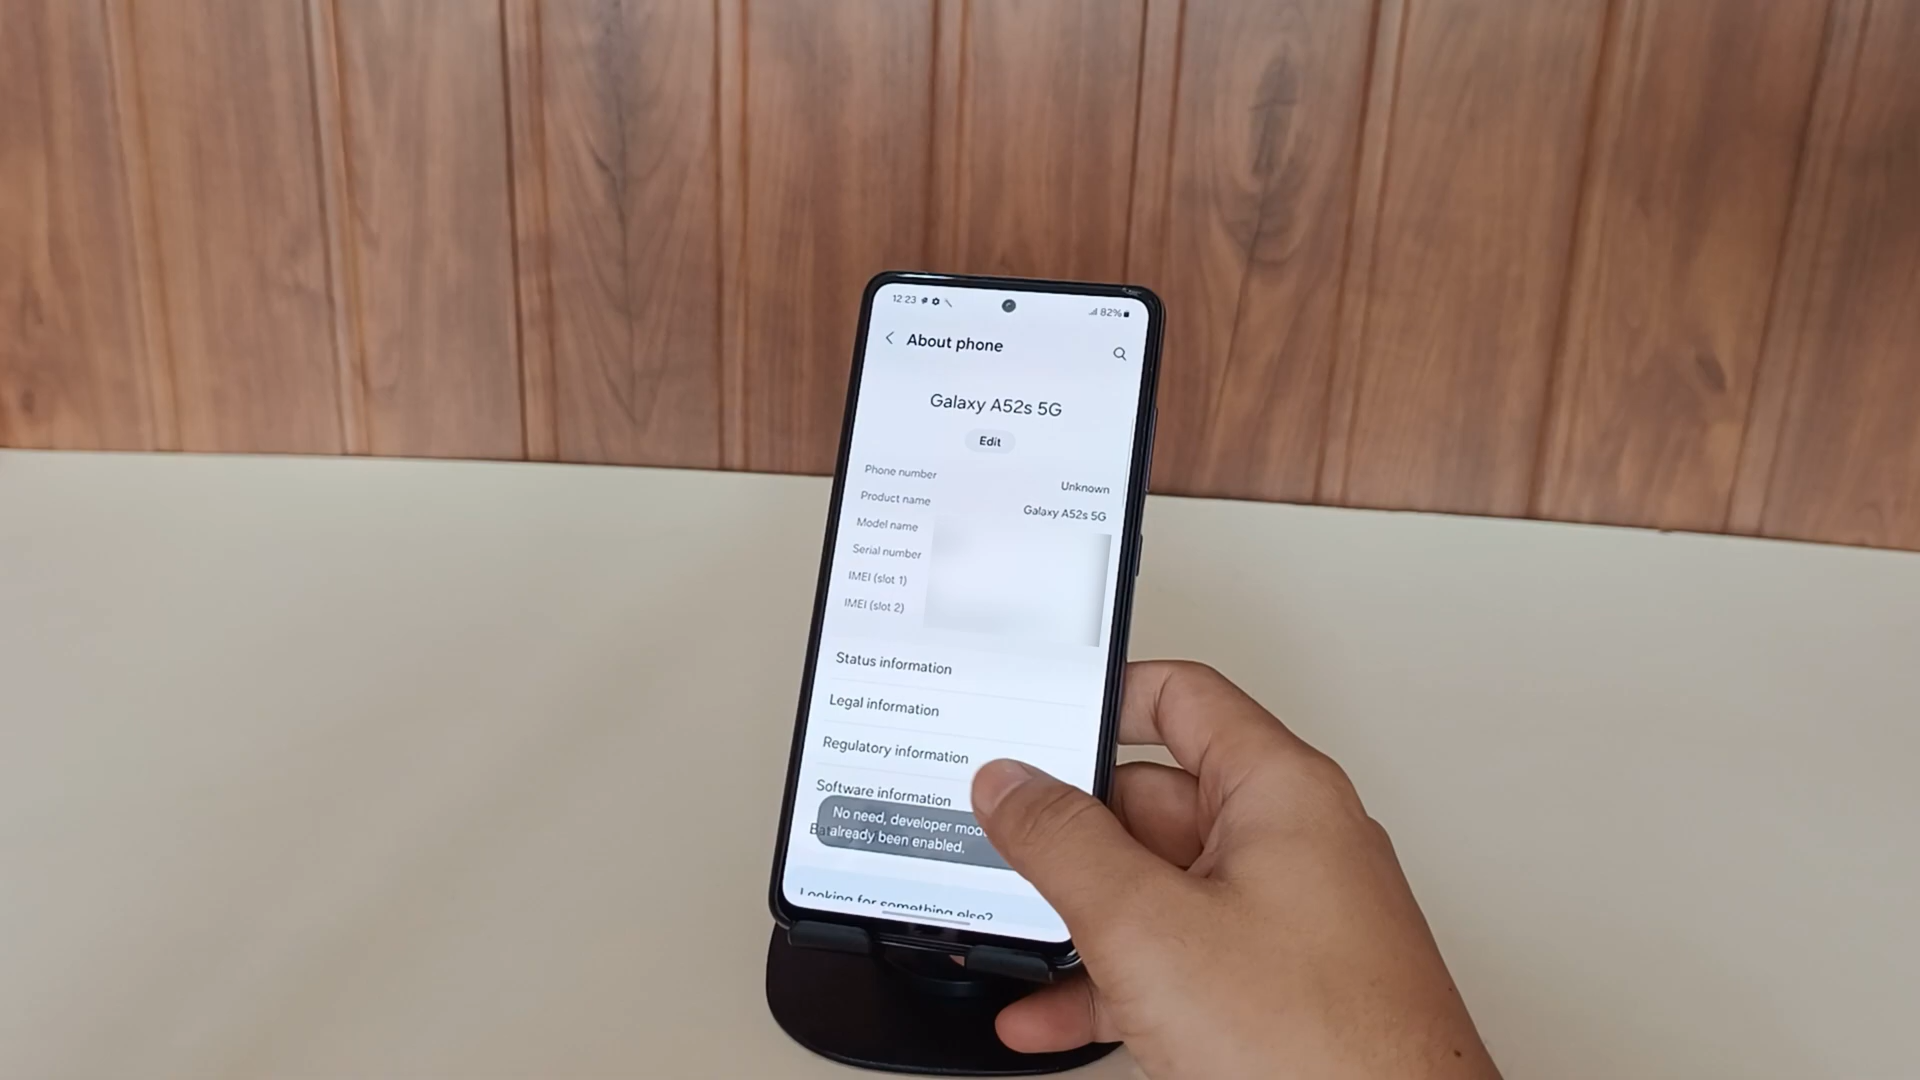 12:23
82%
About phone
Galaxy A52s 5G
Edit
Phone number Unknown
Product name Galaxy A52s 5G
Model name
Serial number
IMEI (slot 1)
IMEI (slot 2)
Status information
Legal information
Regulatory information
Software information
No need, developer
already been enabled.
Looking for something else?